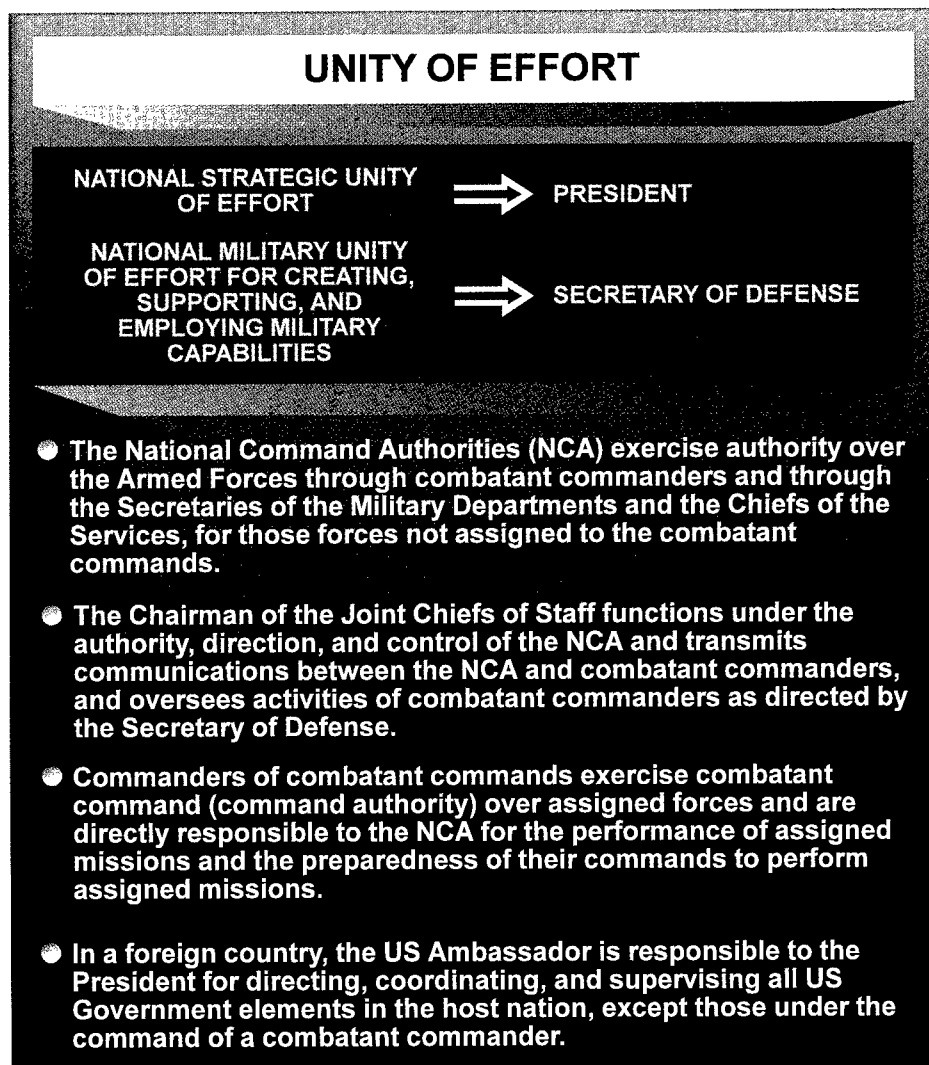 UNITY OF EFFORT
NATIONAL STRATEGIC UNITY
OF EFFORT
PRESIDENT
NATIONAL MILITARY UNITY
OF EFFORT FOR CREATING,
SUPPORTING, AND
EMPLOYING MILITARY
CAPABILITIES
SECRETARY OF DEFENSE
The National Command Authorities (NCA) exercise authority over
the Armed Forces through combatant commanders and through
the Secretaries of the Military Departments and the Chiefs of the
Services, for those forces not assigned to the combatant
commands.
The Chairman of the Joint Chiefs of Staff functions under the
authority, direction, and control of the NCA and transmits
communications between the NCA and combatant commanders,
and oversees activities of combatant commanders as directed by
the Secretary of Defense.
Commanders of combatant commands exercise combatant
command (command authority) over assigned forces and are
directly responsible to the NCA for the performance of assigned
missions and the preparedness of their commands to perform
assigned missions.
In a foreign country, the US Ambassador is responsible to the
President for directing, coordinating, and supervising all US
Government elements in the host nation, except those under the
command of a combatant commander.